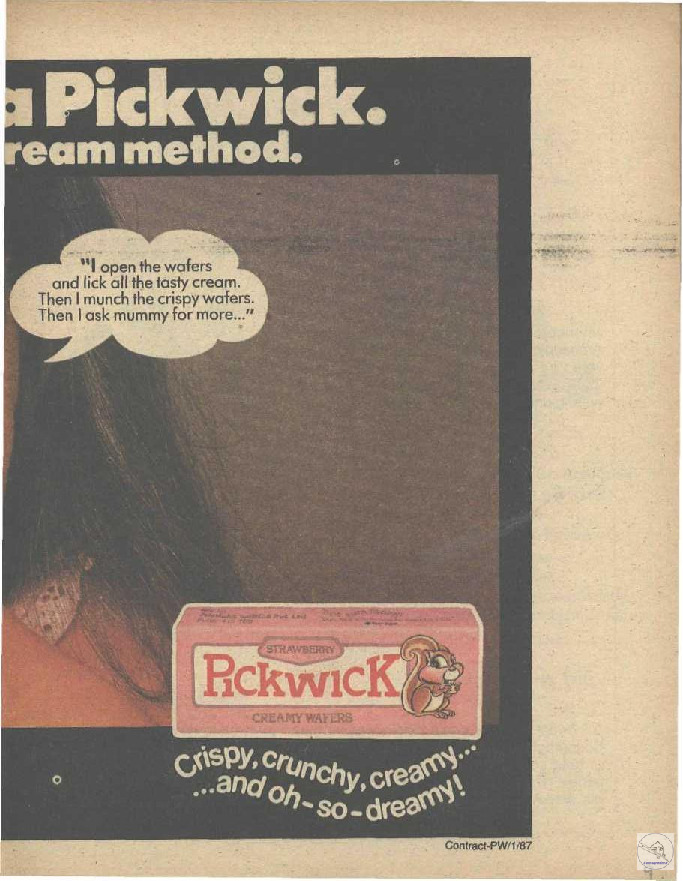 a Pickwick.
ream method.
"I open the wafers
and lick all the tasty cream.
Then I munch the crispy wafers.
Then I ask mummy for more..."
STRAWBERRY
PickwicK
CREAMY WAFERS
Crispy, crunchy, creamy...
...and oh-so-dreamy!
Contract-PW/1/87